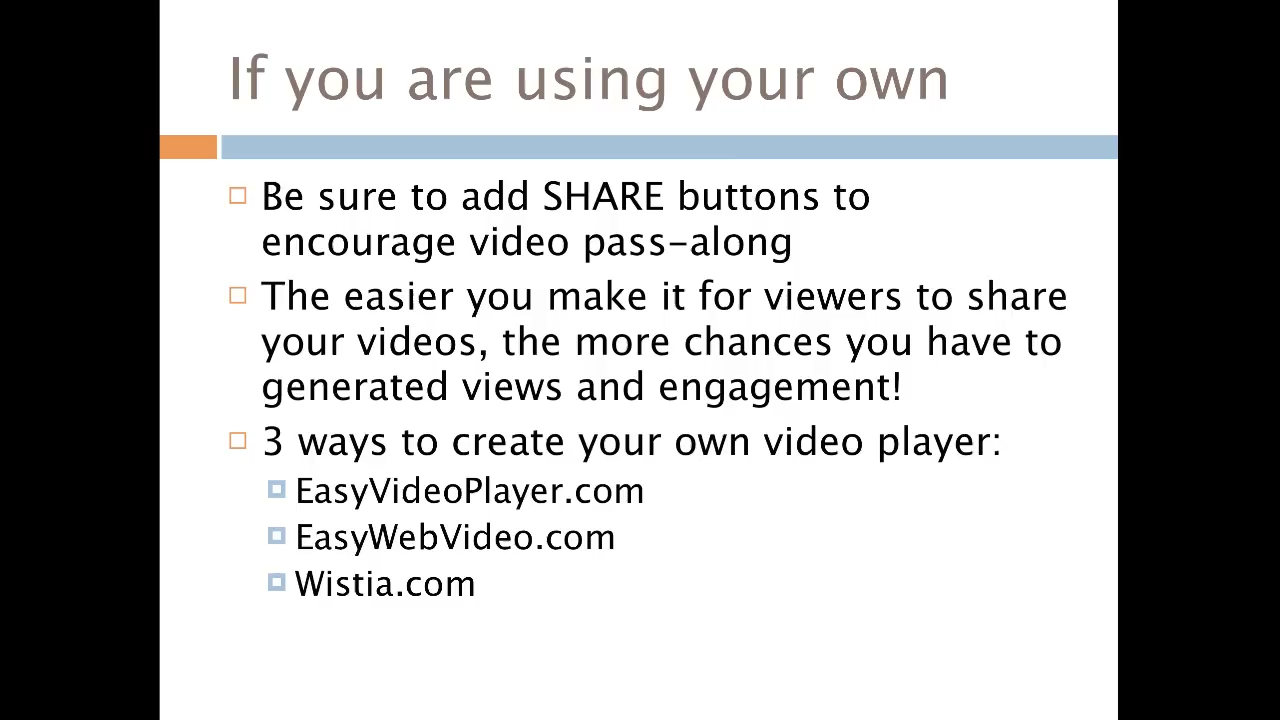 If you are using your own
Be sure to add SHARE buttons to
encourage video pass-along
The easier you make it for viewers to share
your videos, the more chances you have to
generated views and engagement!
3 ways to create your own video player:
EasyVideoPlayer.com
EasyWebVideo.com
Wistia.com